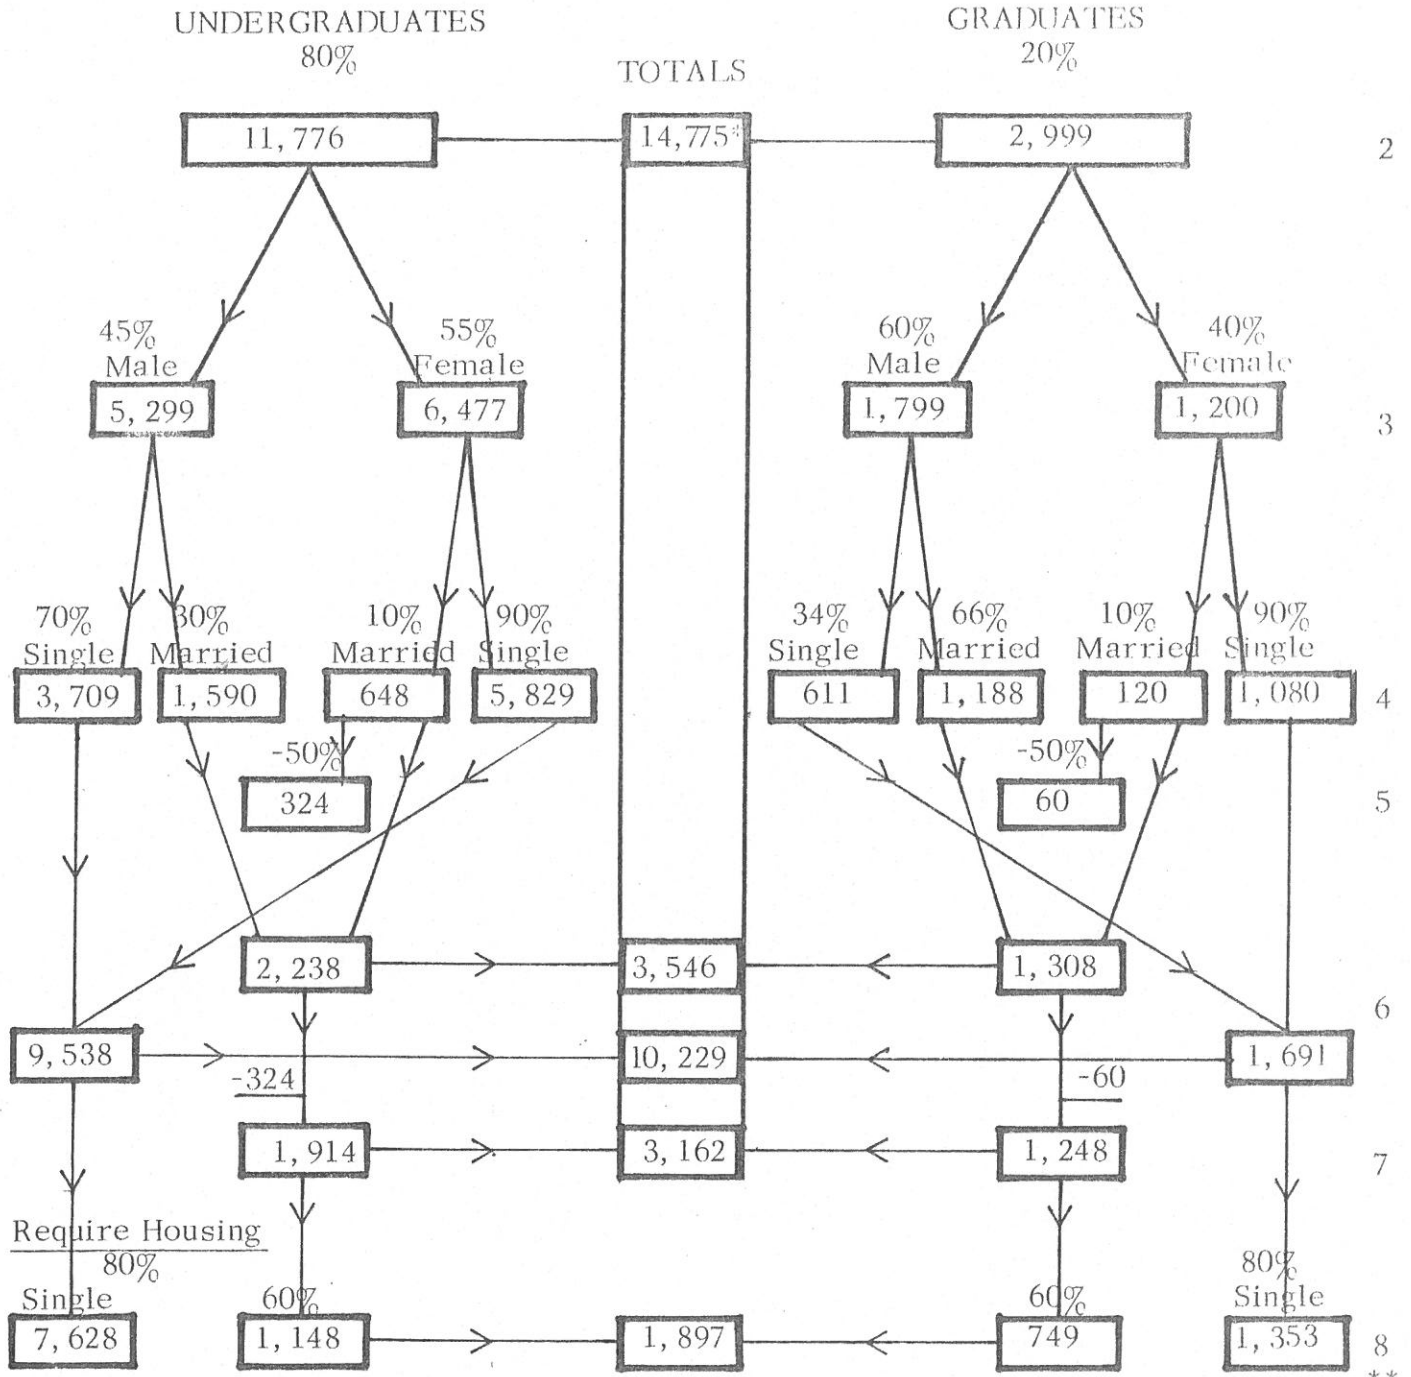 UNDERGRADUATES GRADUATES
80% TOTALS 20%
11,776 14,775* 2,999 2
45% 55% 60% 40%
Male Female Male Female
5,299 6,477 1,799 1,200 3
70% 30% 10% 90% 34% 66% 10% 90%
Single Married Married Single Single Married Married Single
3,709 1,590 648 5,829 611 1,188 120 1,080 4
-50% -50%
324 60 5
2,238 3,546 1,308
6
9,538 10,229 1,691
-324 -60
1,914 3,162 1,248 7
Require Housing
80% 80%
Single 60% 60% Single
7,628 1,148 1,897 749 1,353 8
**